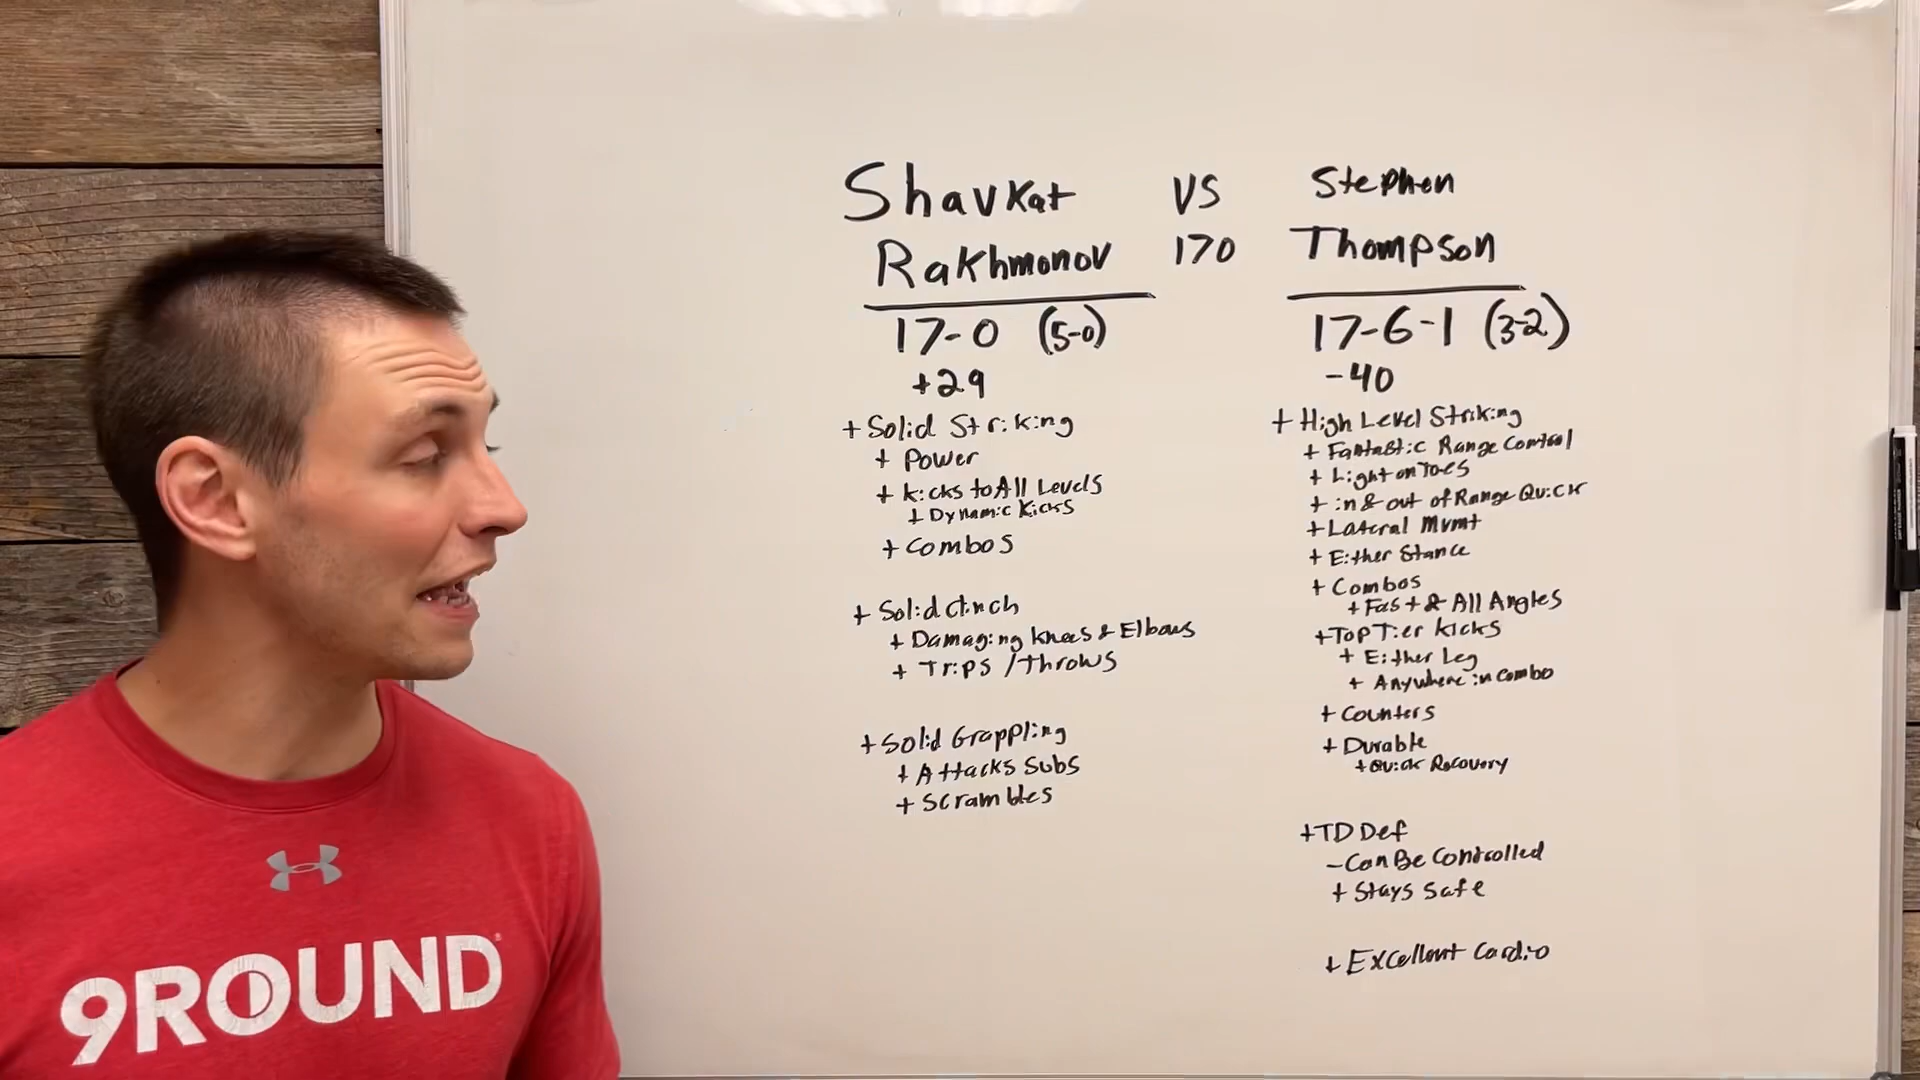 Shavkat VS Stephen
Rakhmonov 170 Thompson
17-0 (5-0)
+29
+ Solid Striking
+ Power
+ Kicks to All Levels
+ Dynamic Kicks
+ Combos
+ Solid Clinch
+ Damaging Knees & Elbows
+ Trips / Throws
+ Solid Grappling
+ Attacks Subs
+ Scrambles
17-6-1 (3-2)
-40
+ High Level Striking
+ Fantastic Range Control
+ Light on Toes
+ in & out of Range Quick
+ Lateral Mvmt
+ Either Stance
+ Combos
+ Fast & All Angles
+ Top Tier Kicks
+ Either Leg
+ Anywhere in Combo
+ Counters
+ Durable
+ Quick Recovery
+ TD Def
- Can Be Controlled
+ Stays Safe
+ Excellent Cardio
9ROUND